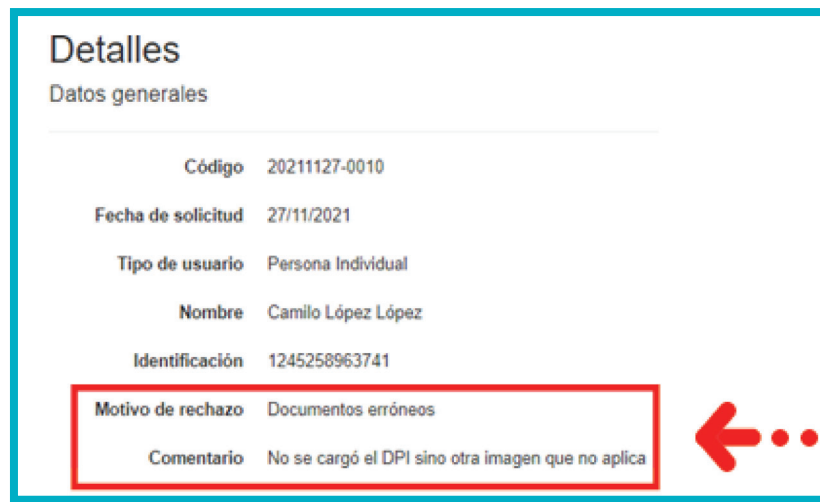 Detalles
Datos generales
Código 20211127-0010
Fecha de solicitud 27/11/2021
Tipo de usuario Persona Individual
Nombre Camilo López López
Identificación 1245258963741
Motivo de rechazo Documentos erróneos
Comentario No se cargó el DPI sino otra imagen que no aplica